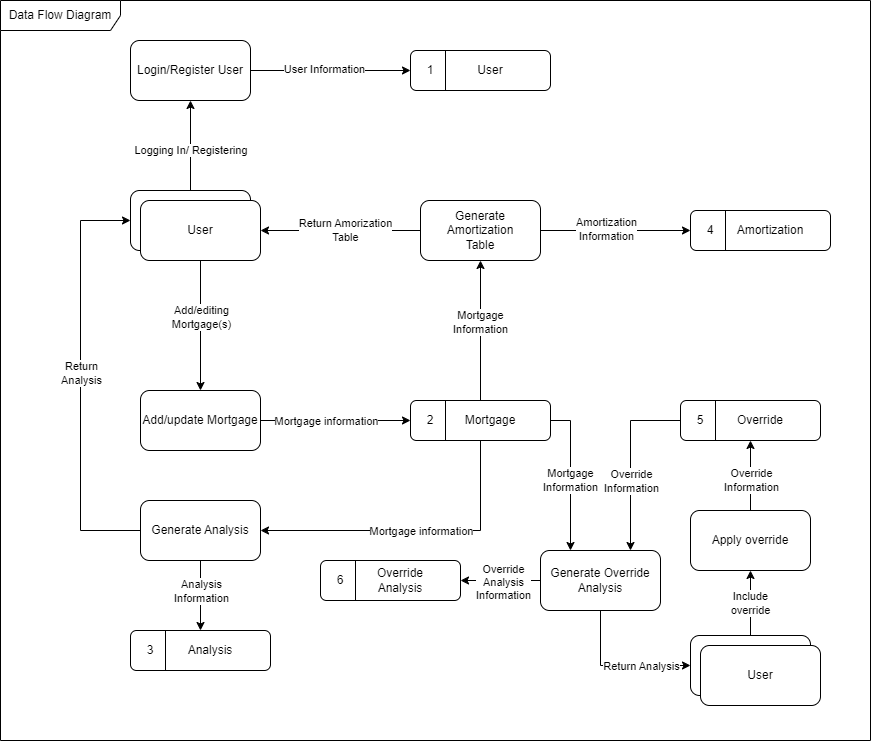 Data Flow Diagram
Login/Register User
User Information
1
User
Logging In/ Registering
User
Return Amorization
Table
Generate
Amortization
Table
Amortization
Information
4
Amortization
Add/editing
Mortgage(s)
Mortgage
Information
Return
Analysis
Add/update Mortgage
Mortgage information
2
Mortgage
5
Override
Mortgage
Information
Override
Information
Override
Information
Generate Analysis
Mortgage information
Apply override
Analysis
Information
6
Override
Analysis
Override
Analysis
Information
Generate Override
Analysis
Include
override
3
Analysis
Return Analysis
User